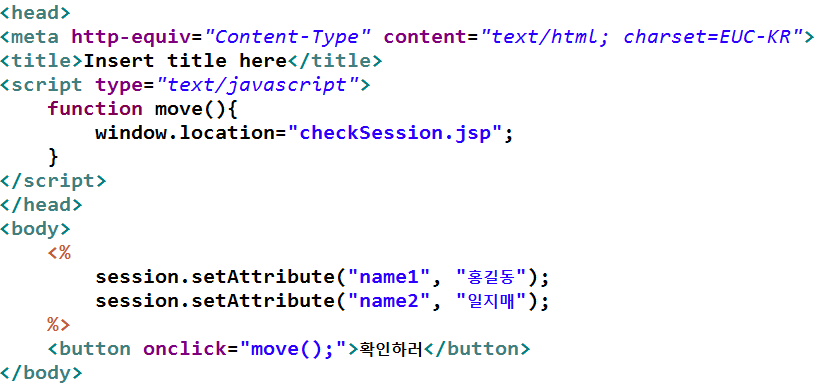 <head>
<meta http-equiv="Content-Type" content="text/html; charset=EUC-KR">
<title>Insert title here</title>
<script type="text/javascript">
    function move(){
        window.location="checkSession.jsp";
    }
</script>
</head>
<body>
    <%
        session.setAttribute("name1", "홍길동");
        session.setAttribute("name2", "일지매");
    %>
    <button onclick="move();">확인하러</button>
</body>